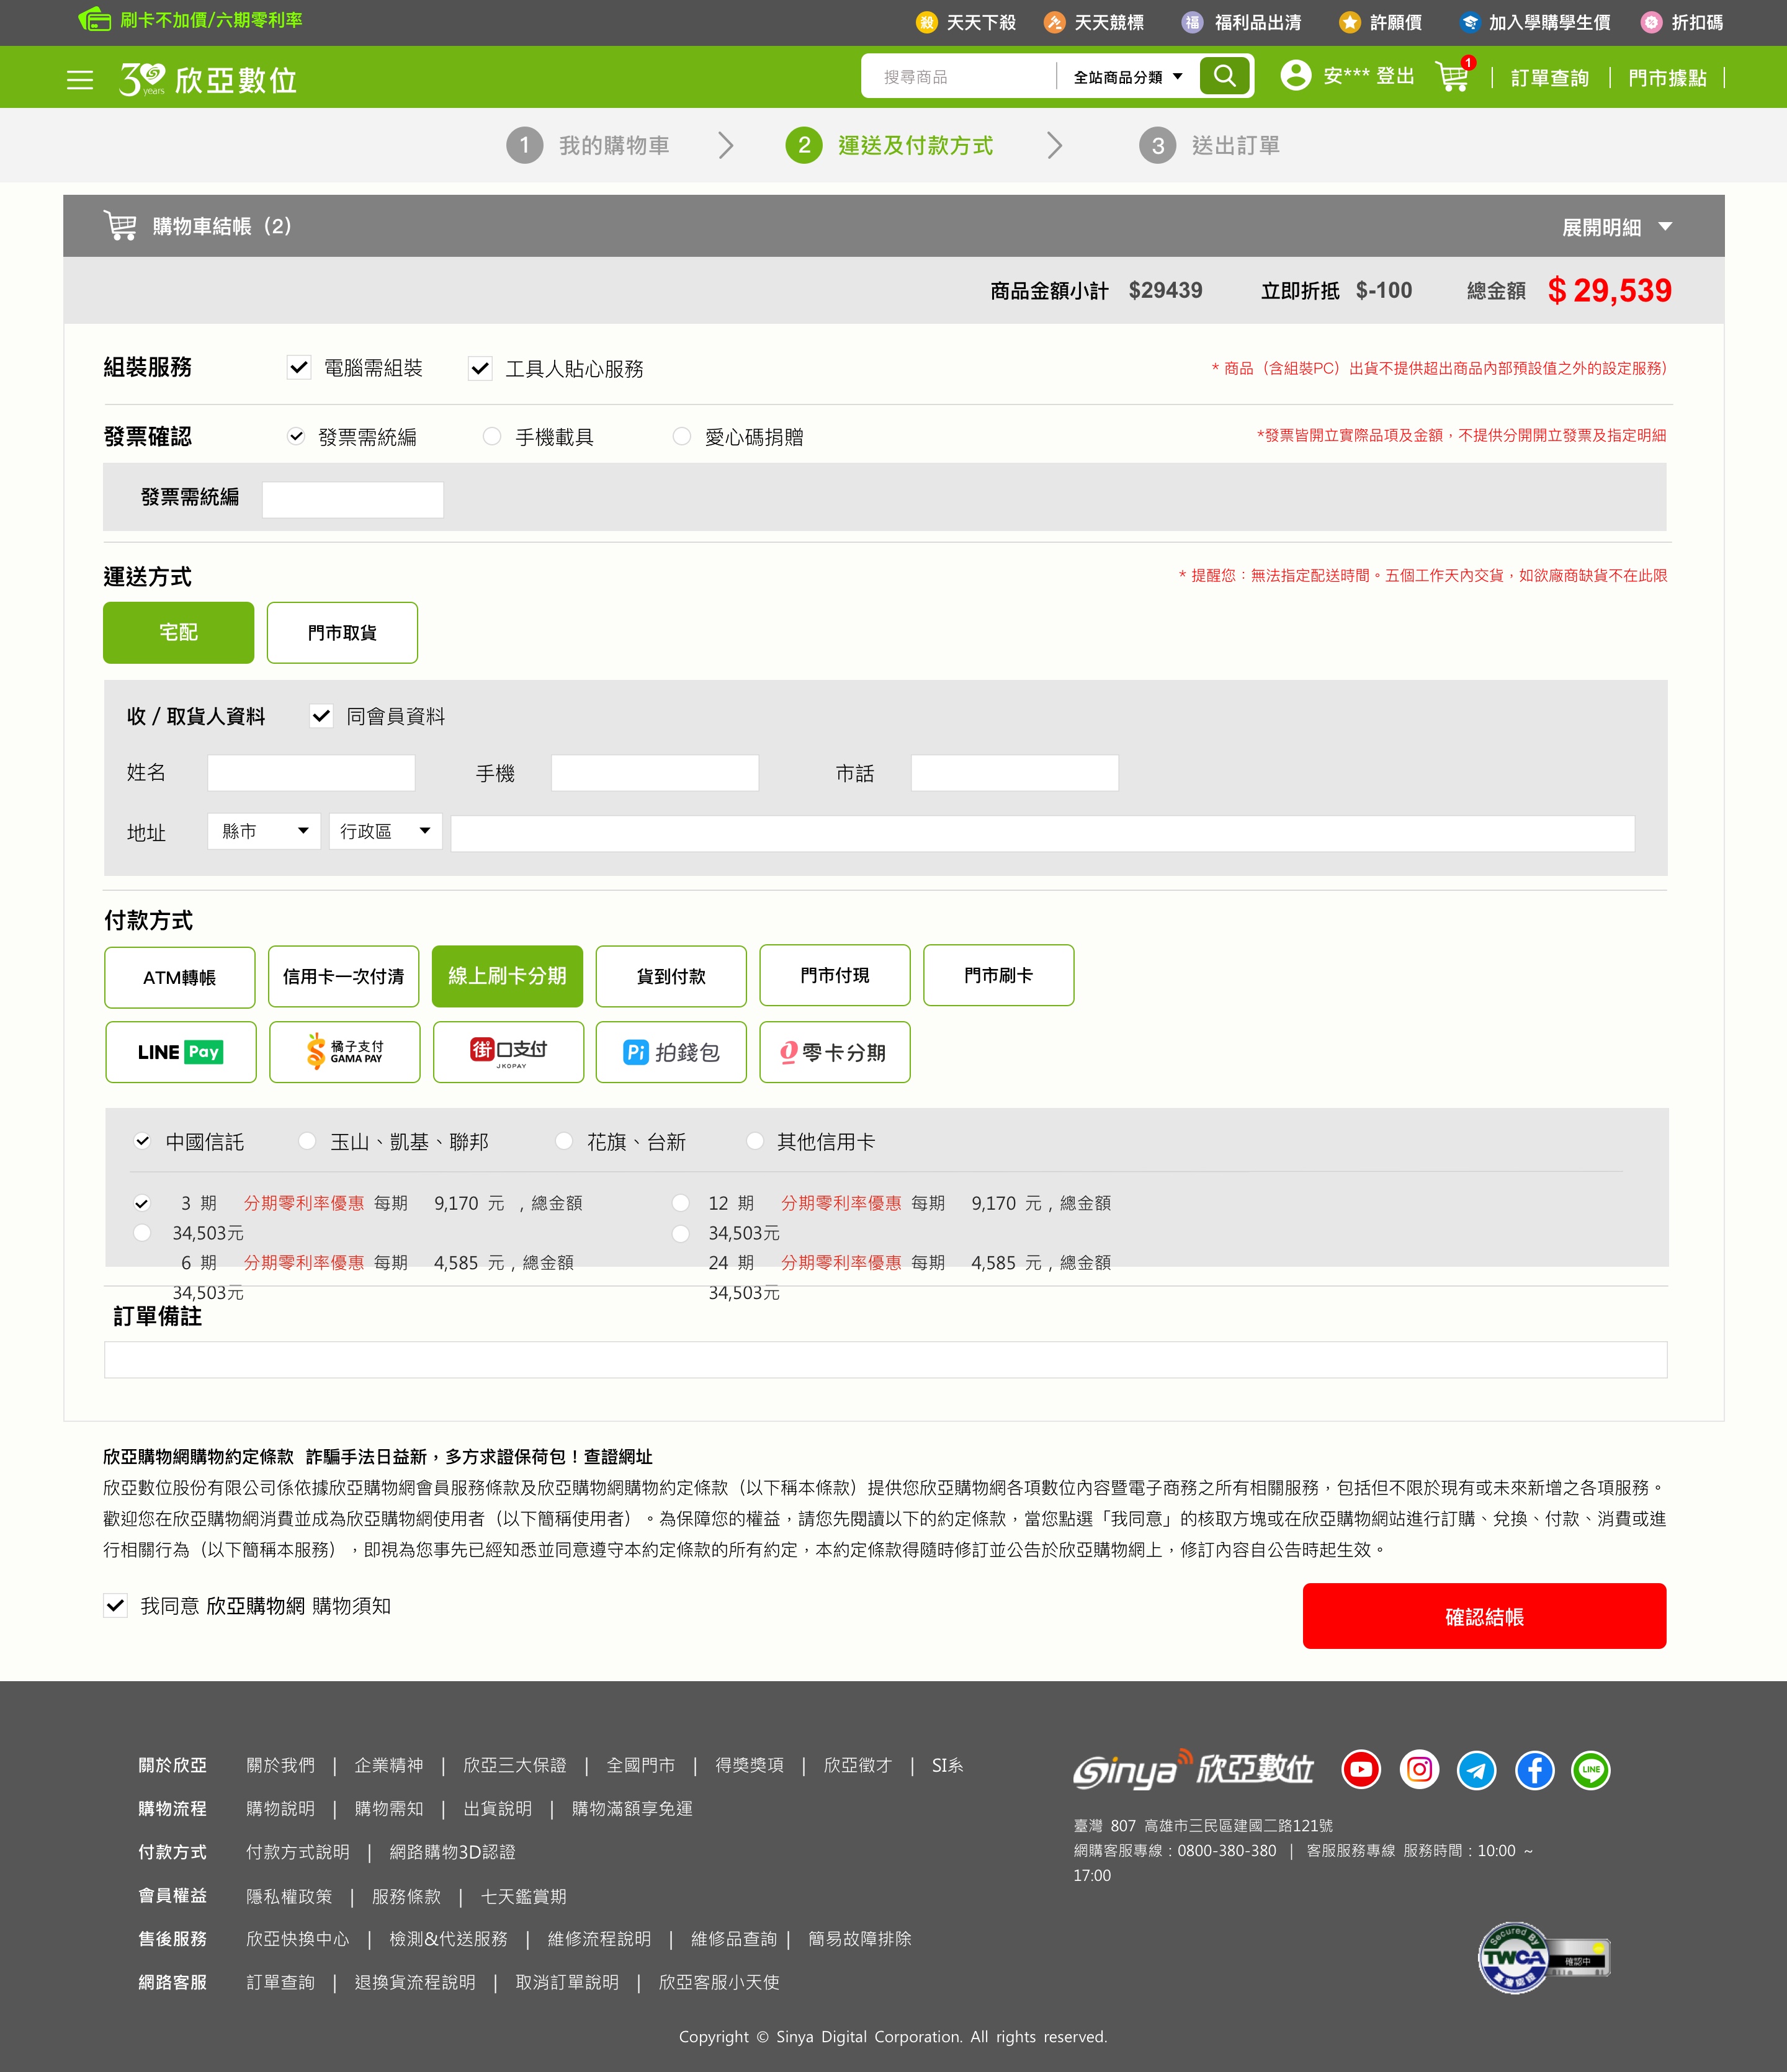 刷卡不加價/六期零利率
殺 天天下殺 天天競標 福 福利品出清 許願價 加入學購學生價 折扣碼
30 years 欣亞數位 搜尋商品 全站商品分類 安*** 登出 1 訂單查詢 門市據點
1 我的購物車 2 運送及付款方式 3 送出訂單
購物車結帳（2） 展開明細
商品金額小計 $29439 立即折抵 $-100 總金額 $ 29,539
組裝服務 電腦需組裝 工具人貼心服務 * 商品（含組裝PC）出貨不提供超出商品內部預設值之外的設定服務）
發票確認 發票需統編 手機載具 愛心碼捐贈 *發票皆開立實際品項及金額，不提供分開開立發票及指定明細
發票需統編
運送方式 * 提醒您：無法指定配送時間。五個工作天內交貨，如欲廠商缺貨不在此限
宅配 門市取貨
收 / 取貨人資料 同會員資料
姓名 手機 市話
地址 縣市 行政區
付款方式
ATM轉帳 信用卡一次付清 線上刷卡分期 貨到付款 門市付現 門市刷卡
LINE Pay 橘子支付 GAMA PAY 街口支付 JKOPAY Pi 拍錢包 零卡分期
中國信託 玉山、凱基、聯邦 花旗、台新 其他信用卡
3 期 分期零利率優惠 每期 9,170 元 , 總金額 12 期 分期零利率優惠 每期 9,170 元 , 總金額
34,503元 34,503元
6 期 分期零利率優惠 每期 4,585 元 , 總金額 24 期 分期零利率優惠 每期 4,585 元 , 總金額
34,503元 34,503元
訂單備註
欣亞購物網購物約定條款 詐騙手法日益新，多方求證保荷包！查證網址
欣亞數位股份有限公司係依據欣亞購物網會員服務條款及欣亞購物網購物約定條款（以下稱本條款）提供您欣亞購物網各項數位內容暨電子商務之所有相關服務，包括但不限於現有或未來新增之各項服務。
歡迎您在欣亞購物網消費並成為欣亞購物網使用者（以下簡稱使用者）。為保障您的權益，請您先閱讀以下的約定條款，當您點選「我同意」的核取方塊或在欣亞購物網站進行訂購、兌換、付款、消費或進
行相關行為（以下簡稱本服務），即視為您事先已經知悉並同意遵守本約定條款的所有約定，本約定條款得隨時修訂並公告於欣亞購物網上，修訂內容自公告時起生效。
我同意 欣亞購物網 購物須知 確認結帳
關於欣亞 關於我們 | 企業精神 | 欣亞三大保證 | 全國門市 | 得獎獎項 | 欣亞徵才 | SI系
購物流程 購物說明 | 購物需知 | 出貨說明 | 購物滿額享免運
付款方式 付款方式說明 | 網路購物3D認證
會員權益 隱私權政策 | 服務條款 | 七天鑑賞期
售後服務 欣亞快換中心 | 檢測&代送服務 | 維修流程說明 | 維修品查詢 | 簡易故障排除
網路客服 訂單查詢 | 退換貨流程說明 | 取消訂單說明 | 欣亞客服小天使
Sinya 欣亞數位 LINE
臺灣 807 高雄市三民區建國二路121號
網購客服專線：0800-380-380 | 客服服務專線 服務時間：10:00 ~
17:00
Secured By TWCA 臺灣認證 確認中
Copyright © Sinya Digital Corporation. All rights reserved.